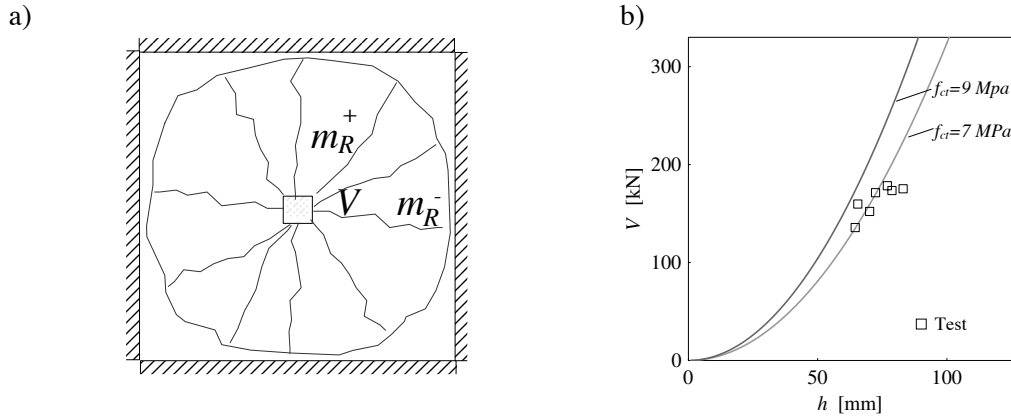 a)
m_R^+
V
m_R^-
b)
300
200
100
0
V [kN]
f_ct=9 Mpa
f_ct=7 MPa
Test
0 50 100
h [mm]